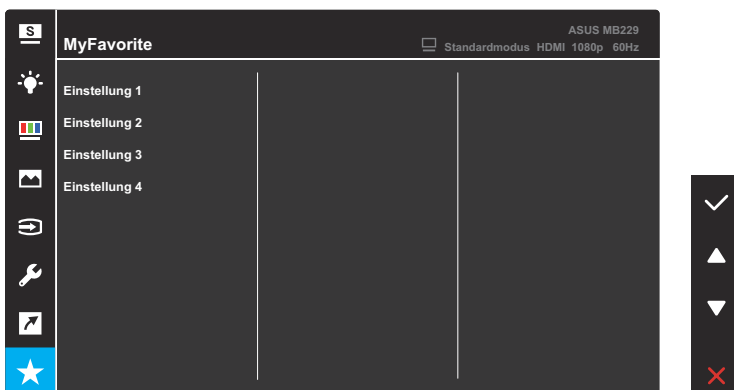 S
ASUS MB229
MyFavorite
Standardmodus HDMI 1080p 60Hz
Einstellung 1
Einstellung 2
Einstellung 3
Einstellung 4